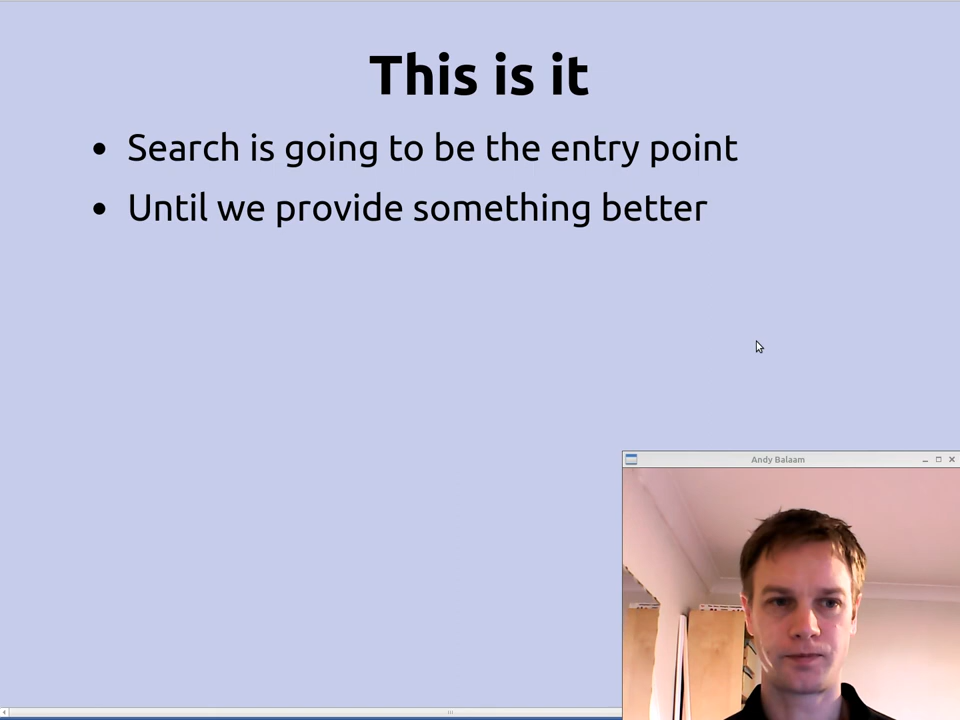 This is it
• Search is going to be the entry point
• Until we provide something better
Andy Balaam